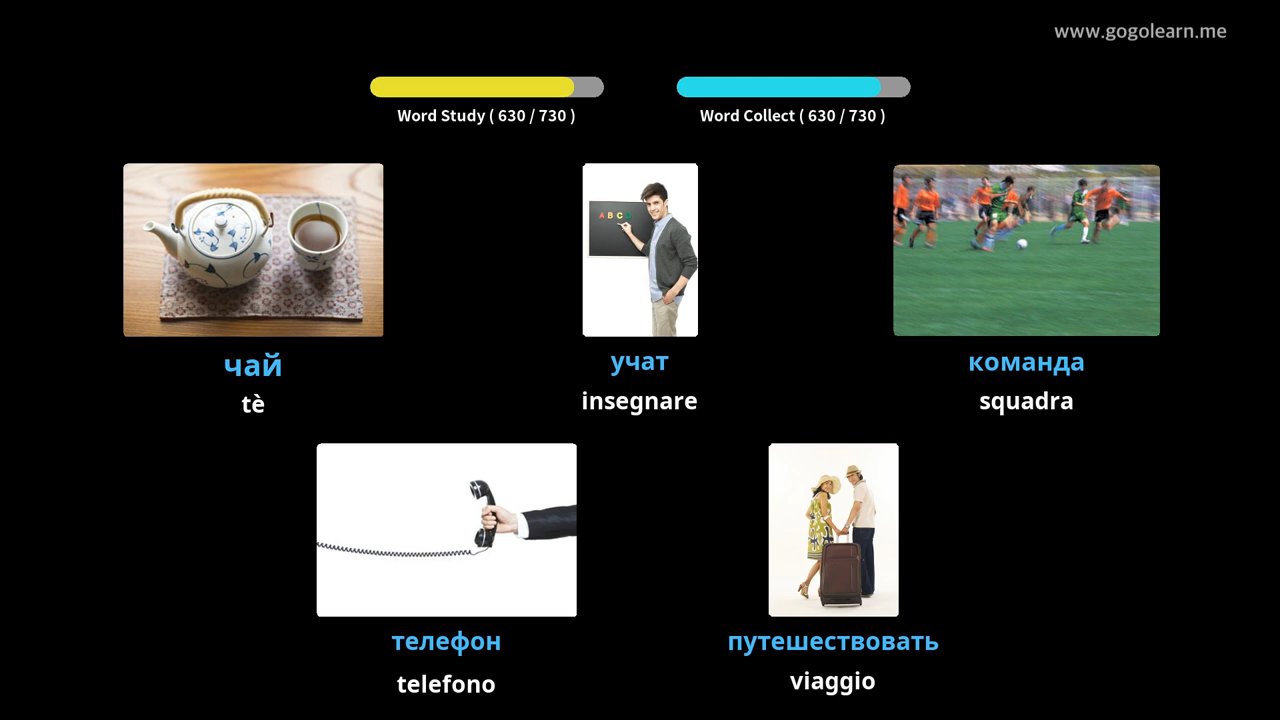 www.gogolearn.me
Word Study ( 630 / 730 )
Word Collect ( 630 / 730 )
A B C D
чай
tè
учат
insegnare
команда
squadra
телефон
telefono
путешествовать
viaggio